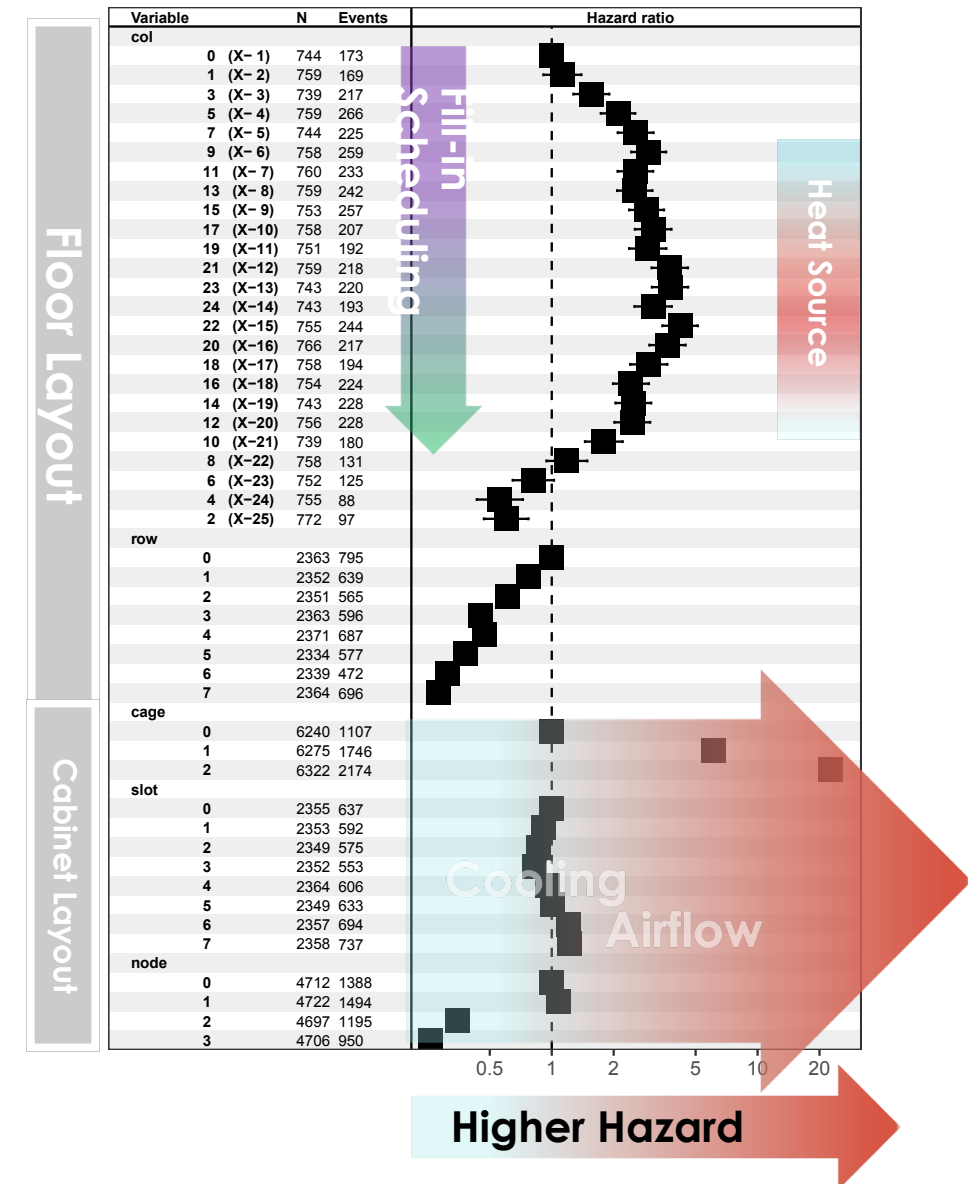 Variable N Events Hazard ratio
col
0 (X− 1) 744 173
1 (X− 2) 759 169
3 (X− 3) 739 217
5 (X− 4) 759 266
7 (X− 5) 744 225
9 (X− 6) 758 259
11 (X− 7) 760 233
13 (X− 8) 759 242
15 (X− 9) 753 257
17 (X−10) 758 207
19 (X−11) 751 192
21 (X−12) 759 218
23 (X−13) 743 220
24 (X−14) 743 193
22 (X−15) 755 244
20 (X−16) 766 217
18 (X−17) 758 194
16 (X−18) 754 224
14 (X−19) 743 228
12 (X−20) 756 228
10 (X−21) 739 180
8 (X−22) 758 131
6 (X−23) 752 125
4 (X−24) 755 88
2 (X−25) 772 97
row
0 2363 795
1 2352 639
2 2351 565
3 2363 596
4 2371 687
5 2334 577
6 2339 472
7 2364 696
cage
0 6240 1107
1 6275 1746
2 6322 2174
slot
0 2355 637
1 2353 592
2 2349 575
3 2352 553
4 2364 606
5 2349 633
6 2357 694
7 2358 737
node
0 4712 1388
1 4722 1494
2 4697 1195
3 4706 950
0.5 1 2 5 10 20
Floor Layout
Cabinet Layout
Fill-in
Scheduling
Heat Source
Cooling
Airflow
Higher Hazard